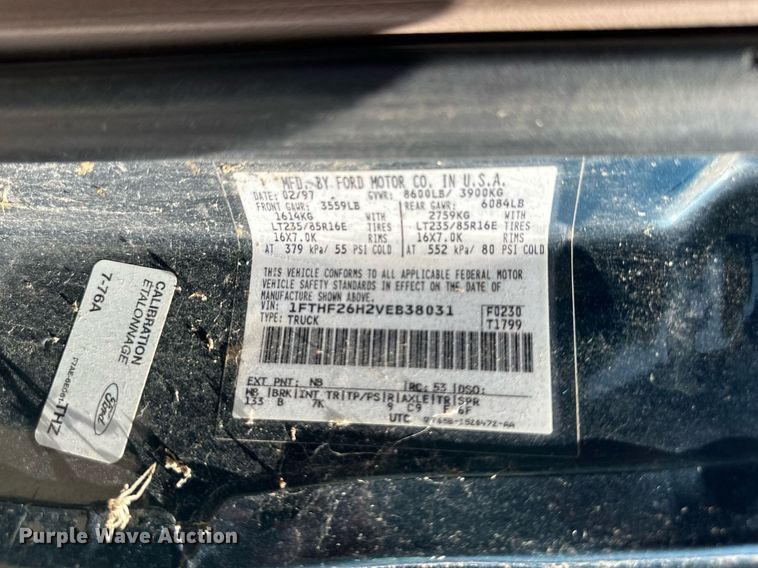 MFD. BY FORD MOTOR CO. IN U.S.A.
DATE: 02/97 GVWR: 8600LB/ 3900KG
FRONT GAWR: 3559LB REAR GAWR: 6084LB
1614KG WITH 2759KG WITH
LT235/85R16E TIRES LT235/85R16E TIRES
16X7.0K RIMS 16X7.0K RIMS
AT 379 kPa/ 55 PSI COLD AT 552 kPa/ 80 PSI COLD
THIS VEHICLE CONFORMS TO ALL APPLICABLE FEDERAL MOTOR
VEHICLE SAFETY STANDARDS IN EFFECT ON THE DATE OF
MANUFACTURE SHOWN ABOVE.
VIN: 1FTHF26H2VEB38031 F0230
TYPE: TRUCK T1799
EXT PNT: NB RC: 53 DSO:
WB BRK INT TR TP/PS R AXLE TR SPR
133 B 7K 9 C9 E 6F
UTC
CALIBRATION
ETALONNAGE
7-76A
THZ
Ford
Purple Wave Auction